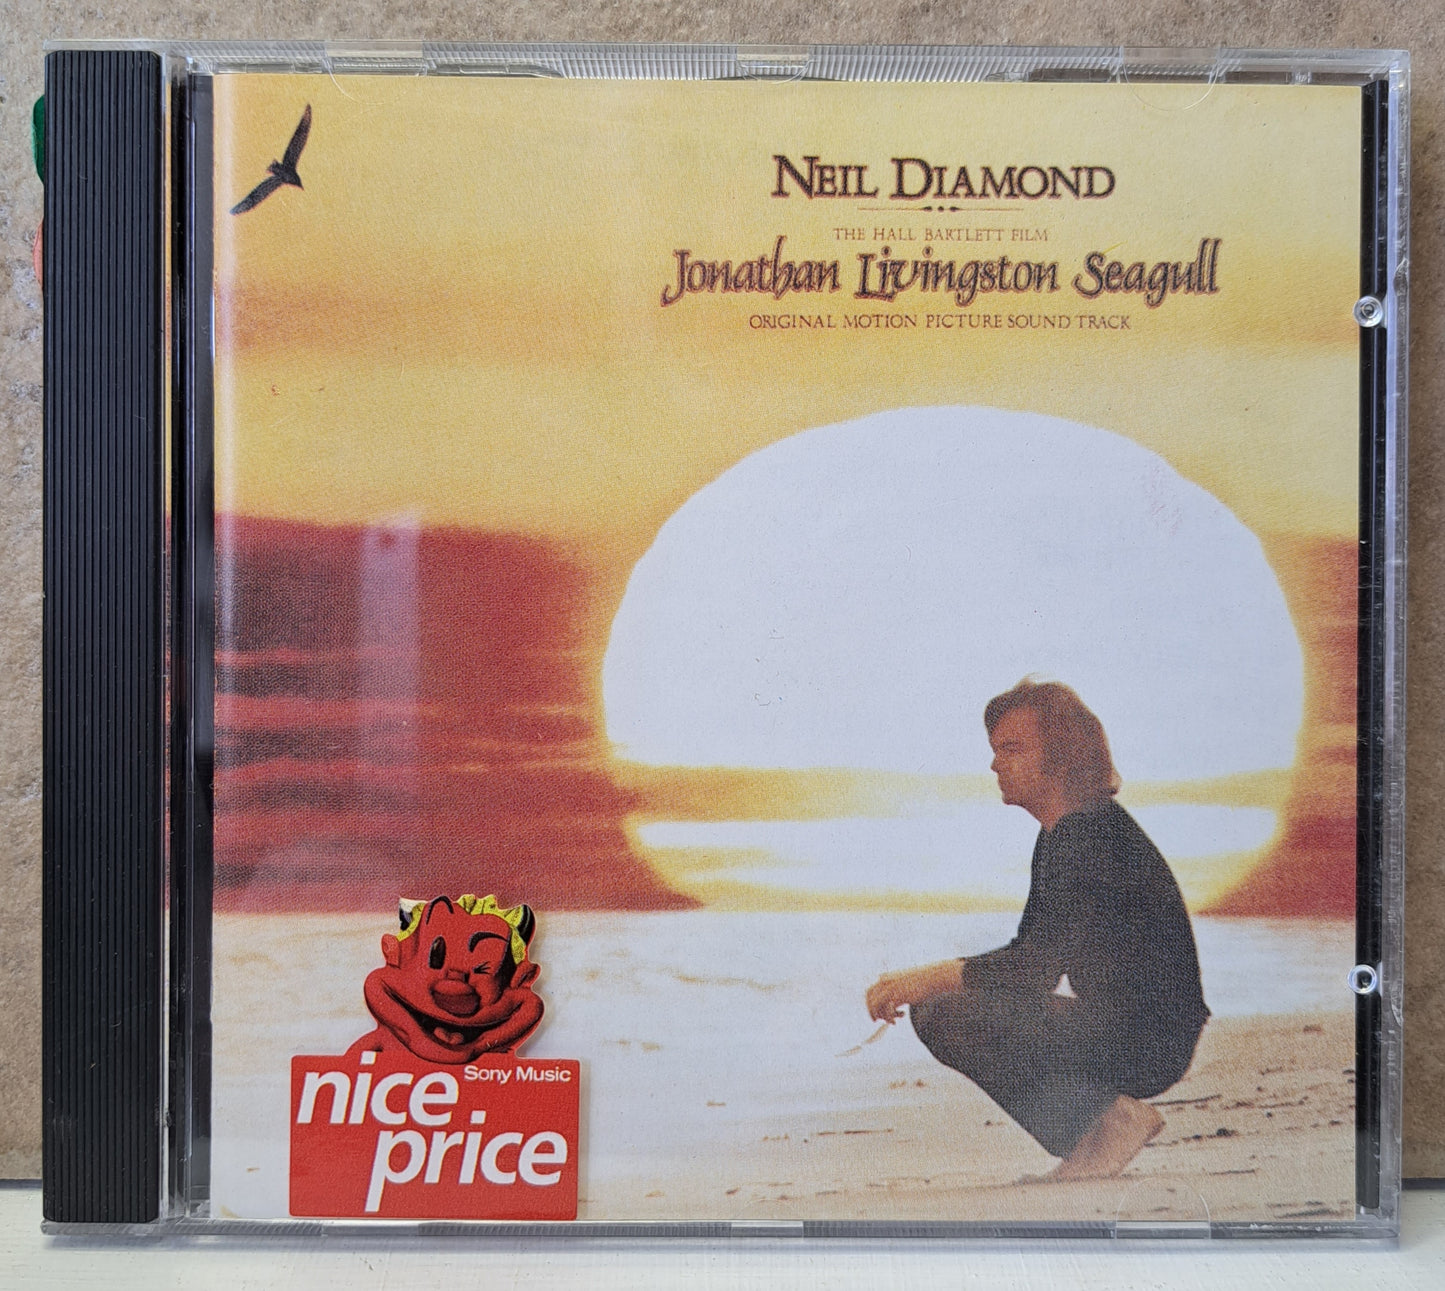 NEIL DIAMOND
THE HALL BARTLETT FILM
Jonathan Livingston Seagull
ORIGINAL MOTION PICTURE SOUND TRACK
Sony Music
nice
price